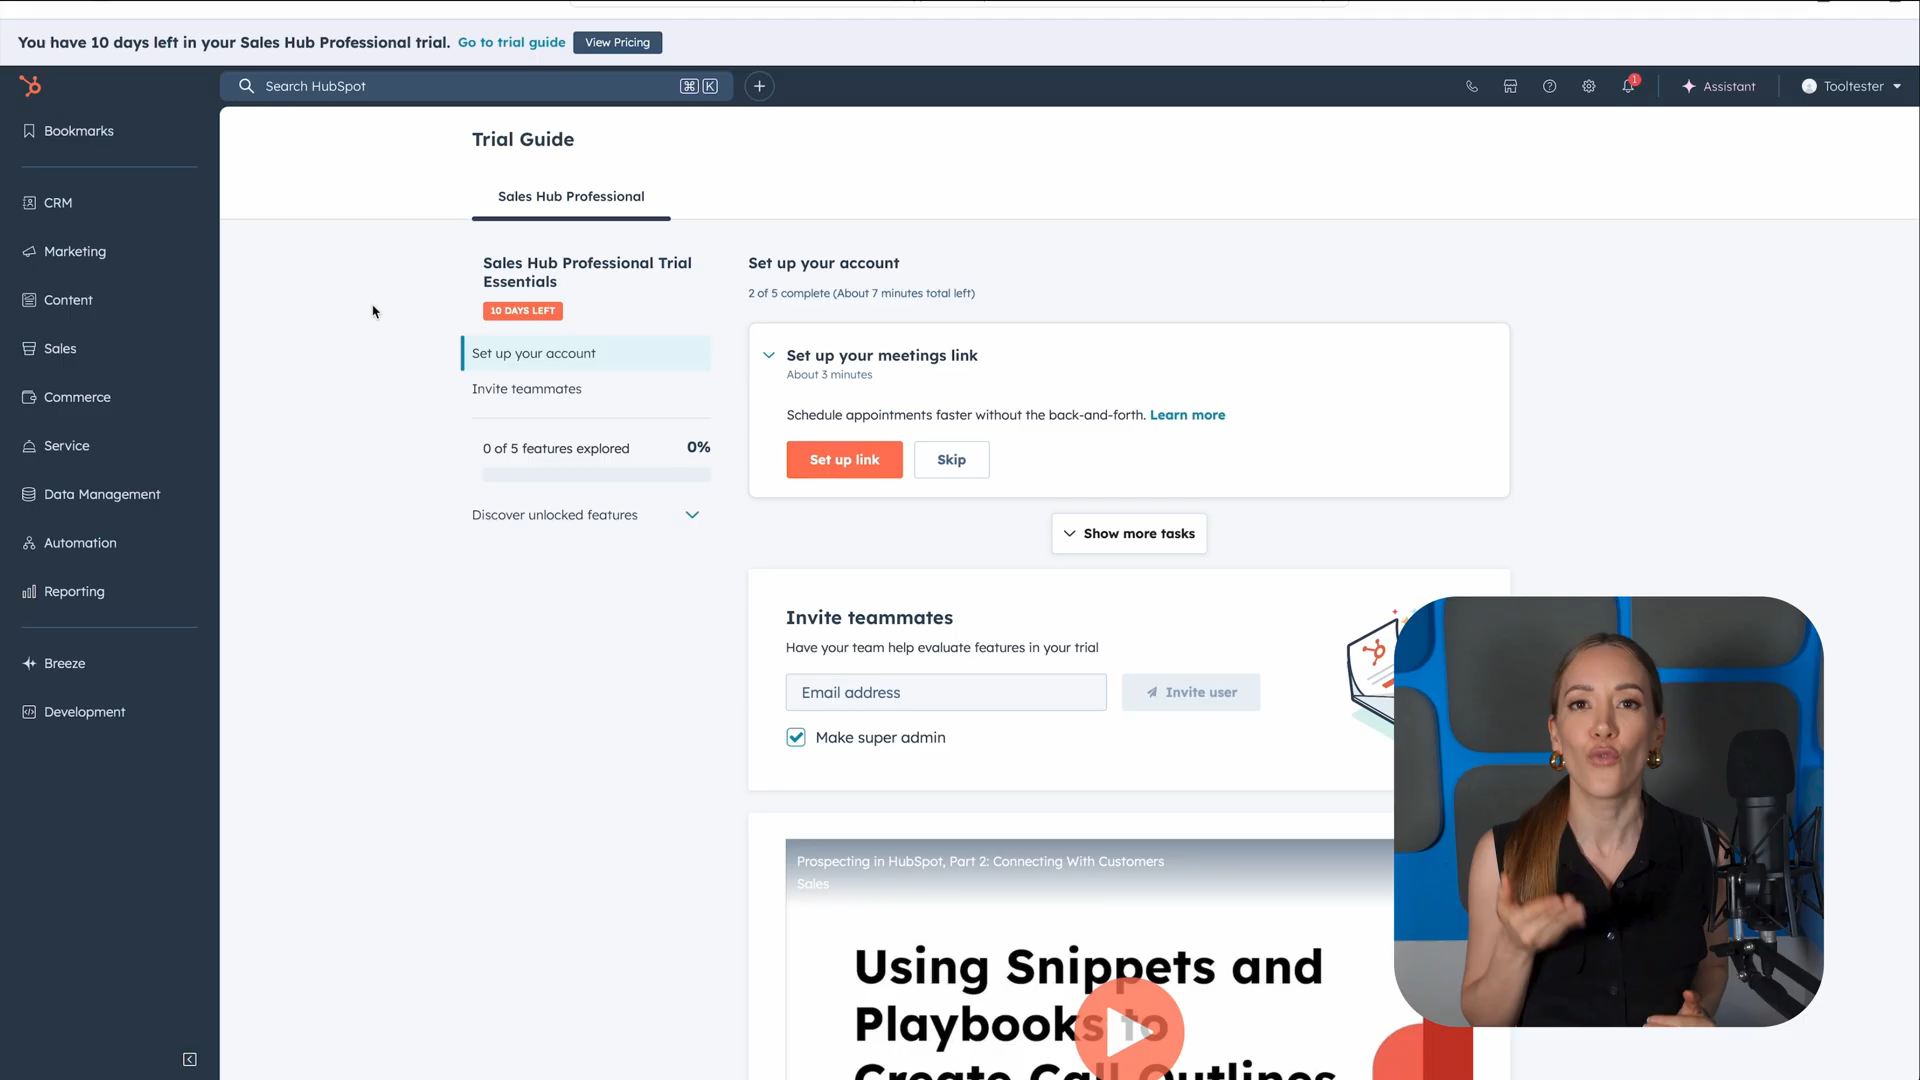 You have 10 days left in your Sales Hub Professional trial. Go to trial guide View Pricing
Search HubSpot ⌘ K
Assistant
Tooltester
1
Bookmarks
CRM
Marketing
Content
Sales
Commerce
Service
Data Management
Automation
Reporting
Breeze
Development
Trial Guide
Sales Hub Professional
Sales Hub Professional Trial
Essentials
10 DAYS LEFT
Set up your account
Invite teammates
0 of 5 features explored 0%
Discover unlocked features
Set up your account
2 of 5 complete (About 7 minutes total left)
Set up your meetings link
About 3 minutes
Schedule appointments faster without the back-and-forth. Learn more
Set up link Skip
Show more tasks
Invite teammates
Have your team help evaluate features in your trial
Email address Invite user
Make super admin
Prospecting in HubSpot, Part 2: Connecting With Customers
Sales
Using Snippets and
Playbooks to
Create Call Outlines